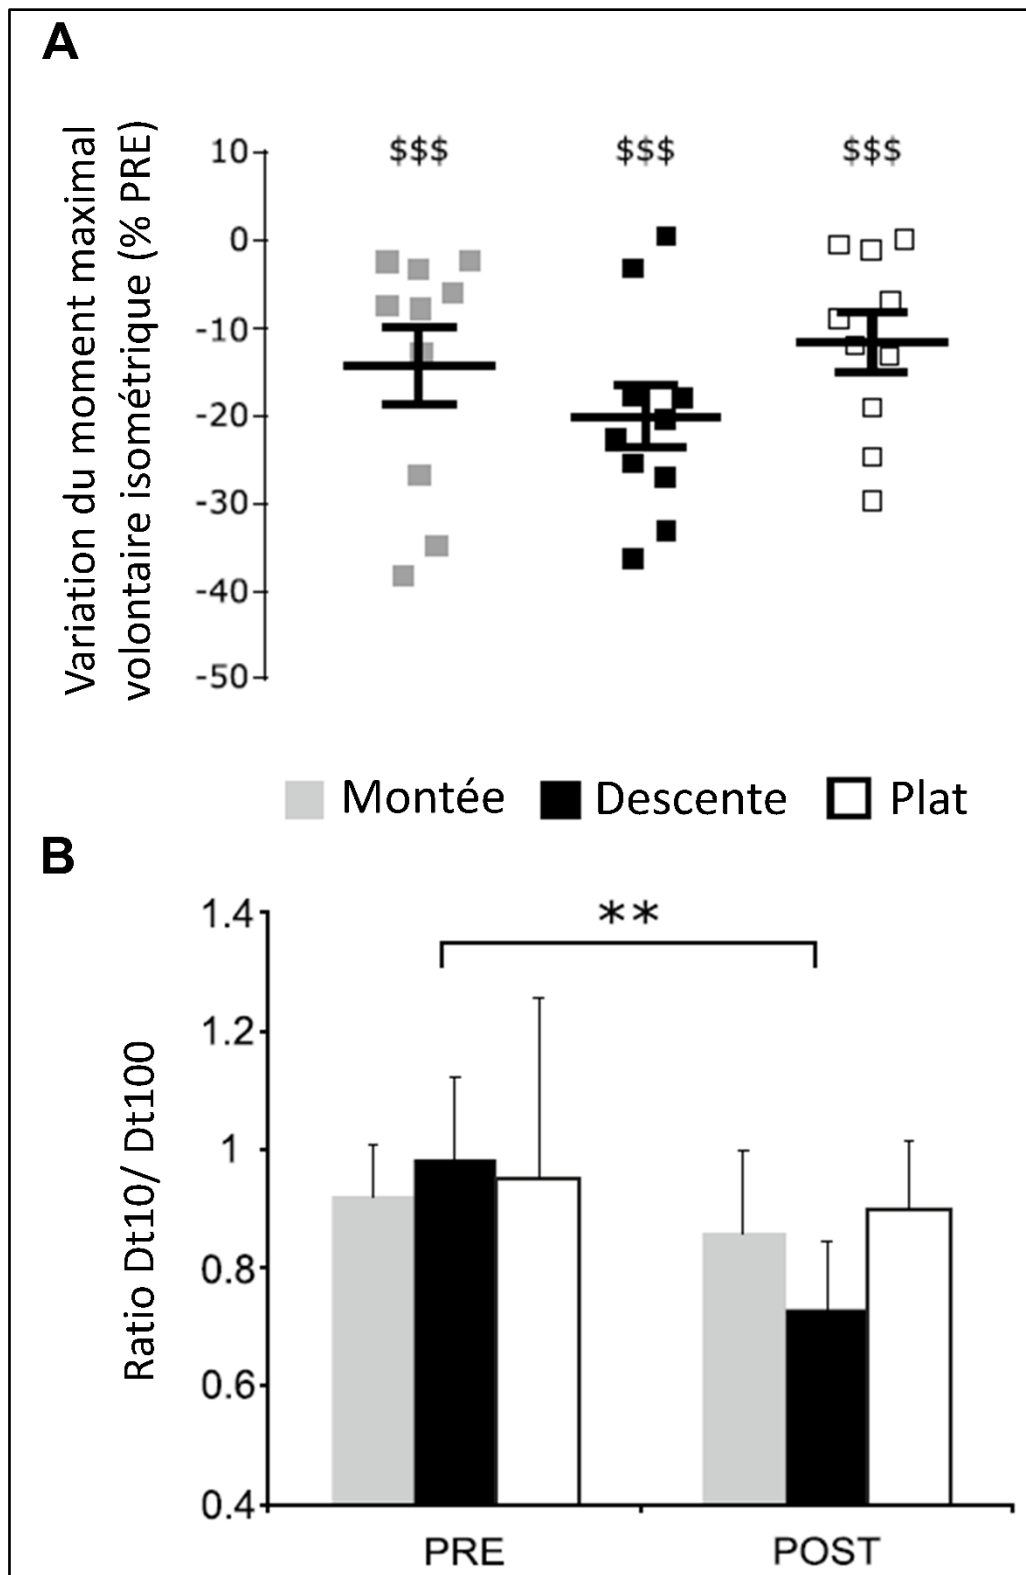 A
Variation du moment maximal
volontaire isométrique (% PRE)
10
0
-10
-20
-30
-40
-50
$$$ $$$ $$$
Montée Descente Plat
B
Ratio Dt10/ Dt100
1.4
1.2
1
0.8
0.6
0.4
**
PRE POST